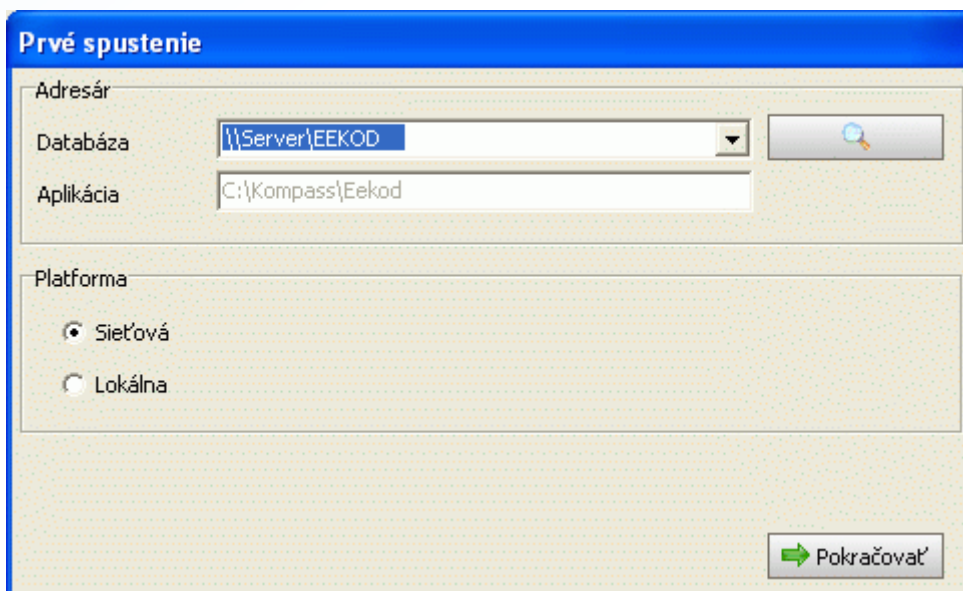 Prvé spustenie
Adresár
Databáza \\Server\EEKOD
Aplikácia C:\Kompass\Eekod
Platforma
Sieťová
Lokálna
Pokračovať